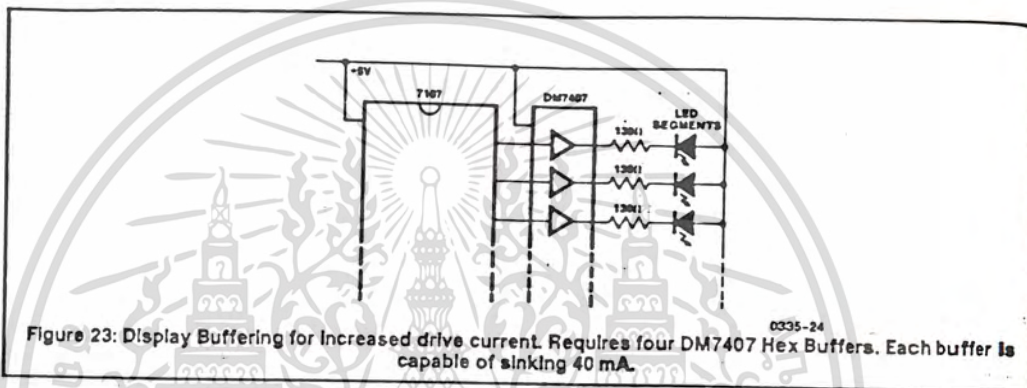 +5V
7107
DM7407
LED
SEGMENTS
130Ω
130Ω
130Ω
0335-24
Figure 23: Display Buffering for increased drive current. Requires four DM7407 Hex Buffers. Each buffer is
capable of sinking 40 mA.